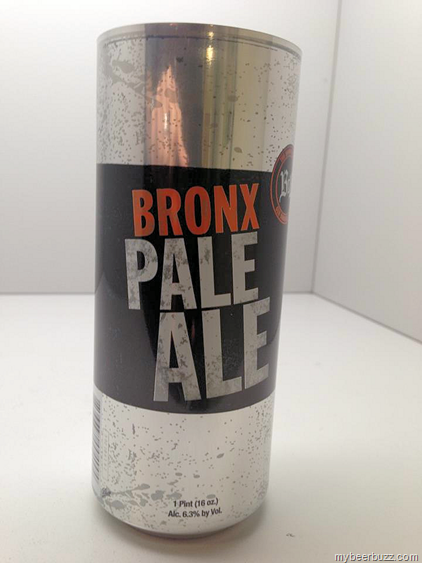 BRONX
PALE
ALE
1 Pint (16 oz.)
Alc. 6.3% by Vol.
mybeerbuzz.com